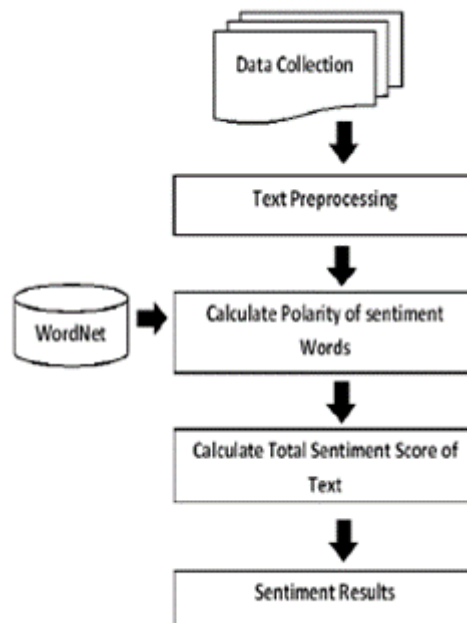 Data Collection
Text Preprocessing
WordNet
Calculate Polarity of sentiment
Words
Calculate Total Sentiment Score of
Text
Sentiment Results